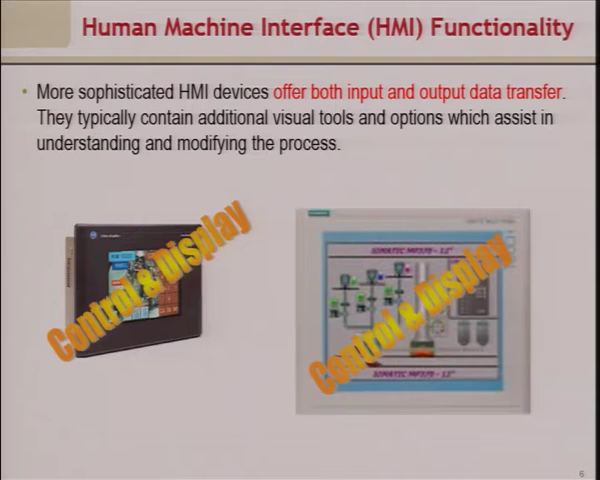 Human Machine Interface (HMI) Functionality
• More sophisticated HMI devices offer both input and output data transfer.
They typically contain additional visual tools and options which assist in
understanding and modifying the process.
Control & Display
SIMATIC MP370 - 12"
Control & Display
SIMATIC MP370 - 12"
6